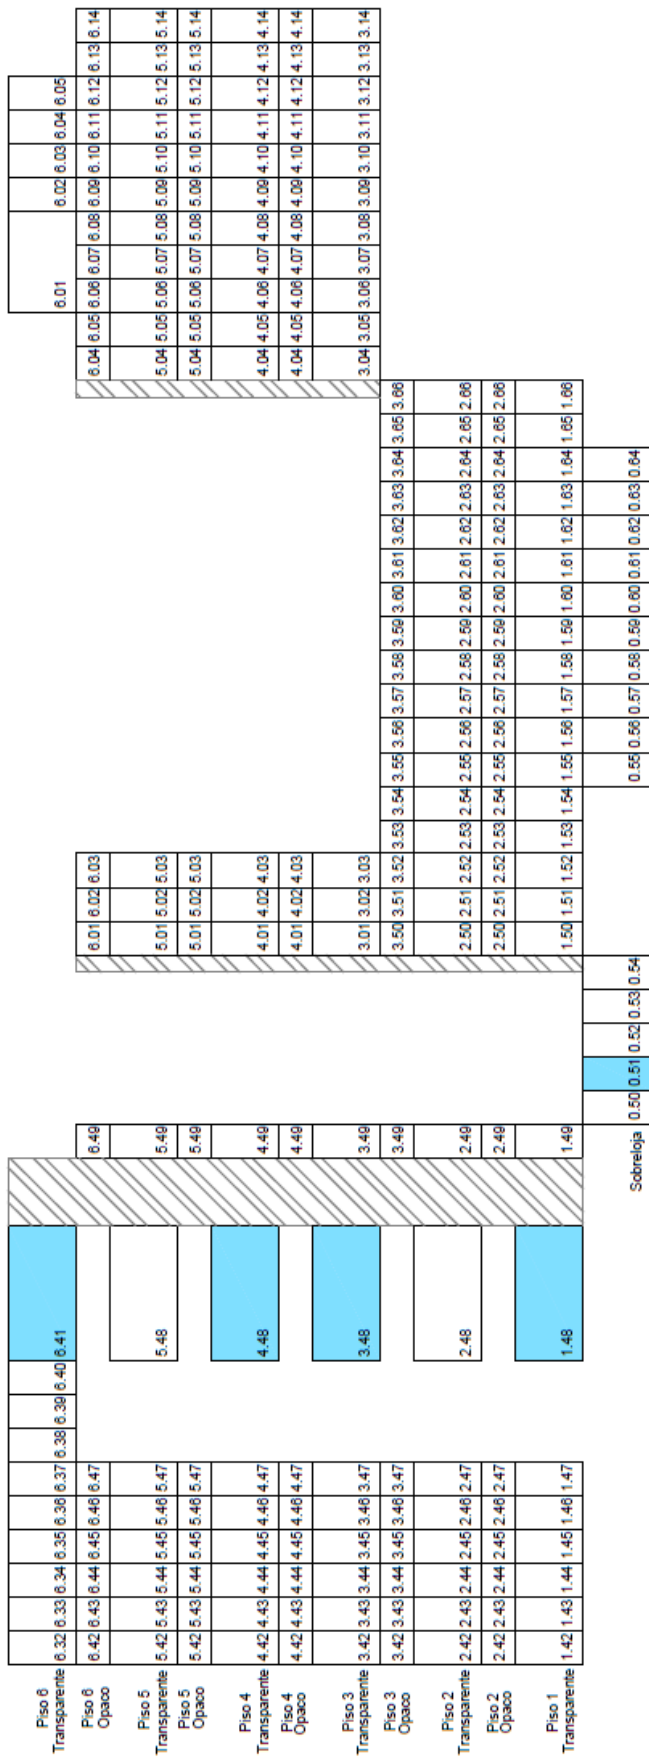 Piso 6
Transparente 6.32 6.33 6.34 6.35 6.36 6.37 6.38 6.39 6.40 6.41 6.01 6.02 6.03 6.04 6.05
Piso 6
Opaco 6.42 6.43 6.44 6.45 6.46 6.47 6.49 6.01 6.02 6.03 6.04 6.05 6.06 6.07 6.08 6.09 6.10 6.11 6.12 6.13 6.14
Piso 5
Transparente 5.42 5.43 5.44 5.45 5.46 5.47 5.48 5.49 5.01 5.02 5.03 5.04 5.05 5.06 5.07 5.08 5.09 5.10 5.11 5.12 5.13 5.14
Piso 5
Opaco 5.42 5.43 5.44 5.45 5.46 5.47 5.49 5.01 5.02 5.03 5.04 5.05 5.06 5.07 5.08 5.09 5.10 5.11 5.12 5.13 5.14
Piso 4
Transparente 4.42 4.43 4.44 4.45 4.46 4.47 4.48 4.49 4.01 4.02 4.03 4.04 4.05 4.06 4.07 4.08 4.09 4.10 4.11 4.12 4.13 4.14
Piso 4
Opaco 4.42 4.43 4.44 4.45 4.46 4.47 4.49 4.01 4.02 4.03 4.04 4.05 4.06 4.07 4.08 4.09 4.10 4.11 4.12 4.13 4.14
Piso 3
Transparente 3.42 3.43 3.44 3.45 3.46 3.47 3.48 3.49 3.01 3.02 3.03 3.04 3.05 3.06 3.07 3.08 3.09 3.10 3.11 3.12 3.13 3.14
Piso 3
Opaco 3.42 3.43 3.44 3.45 3.46 3.47 3.49 3.50 3.51 3.52 3.53 3.54 3.55 3.56 3.57 3.58 3.59 3.60 3.61 3.62 3.63 3.64 3.65 3.66
Piso 2
Transparente 2.42 2.43 2.44 2.45 2.46 2.47 2.48 2.49 2.50 2.51 2.52 2.53 2.54 2.55 2.56 2.57 2.58 2.59 2.60 2.61 2.62 2.63 2.64 2.65 2.66
Piso 2
Opaco 2.42 2.43 2.44 2.45 2.46 2.47 2.49 2.50 2.51 2.52 2.53 2.54 2.55 2.56 2.57 2.58 2.59 2.60 2.61 2.62 2.63 2.64 2.65 2.66
Piso 1
Transparente 1.42 1.43 1.44 1.45 1.46 1.47 1.48 1.49 1.50 1.51 1.52 1.53 1.54 1.55 1.56 1.57 1.58 1.59 1.60 1.61 1.62 1.63 1.64 1.65 1.66
Sobreloja 0.50 0.51 0.52 0.53 0.54 0.55 0.56 0.57 0.58 0.59 0.60 0.61 0.62 0.63 0.64